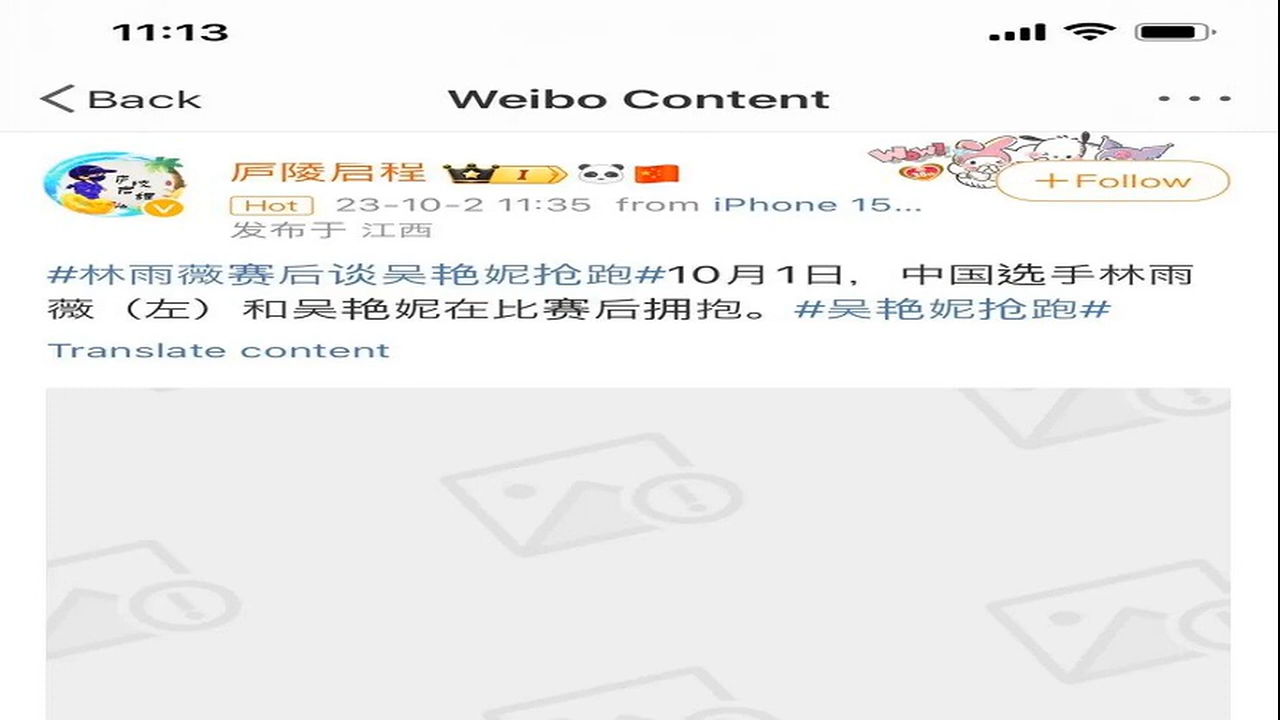 11:13
Back
Weibo Content
庐陵启程
I
Wow!
+Follow
Hot 23-10-2 11:35 from iPhone 15...
发布于 江西
#林雨薇赛后谈吴艳妮抢跑#10月1日，中国选手林雨
薇（左）和吴艳妮在比赛后拥抱。#吴艳妮抢跑#
Translate content